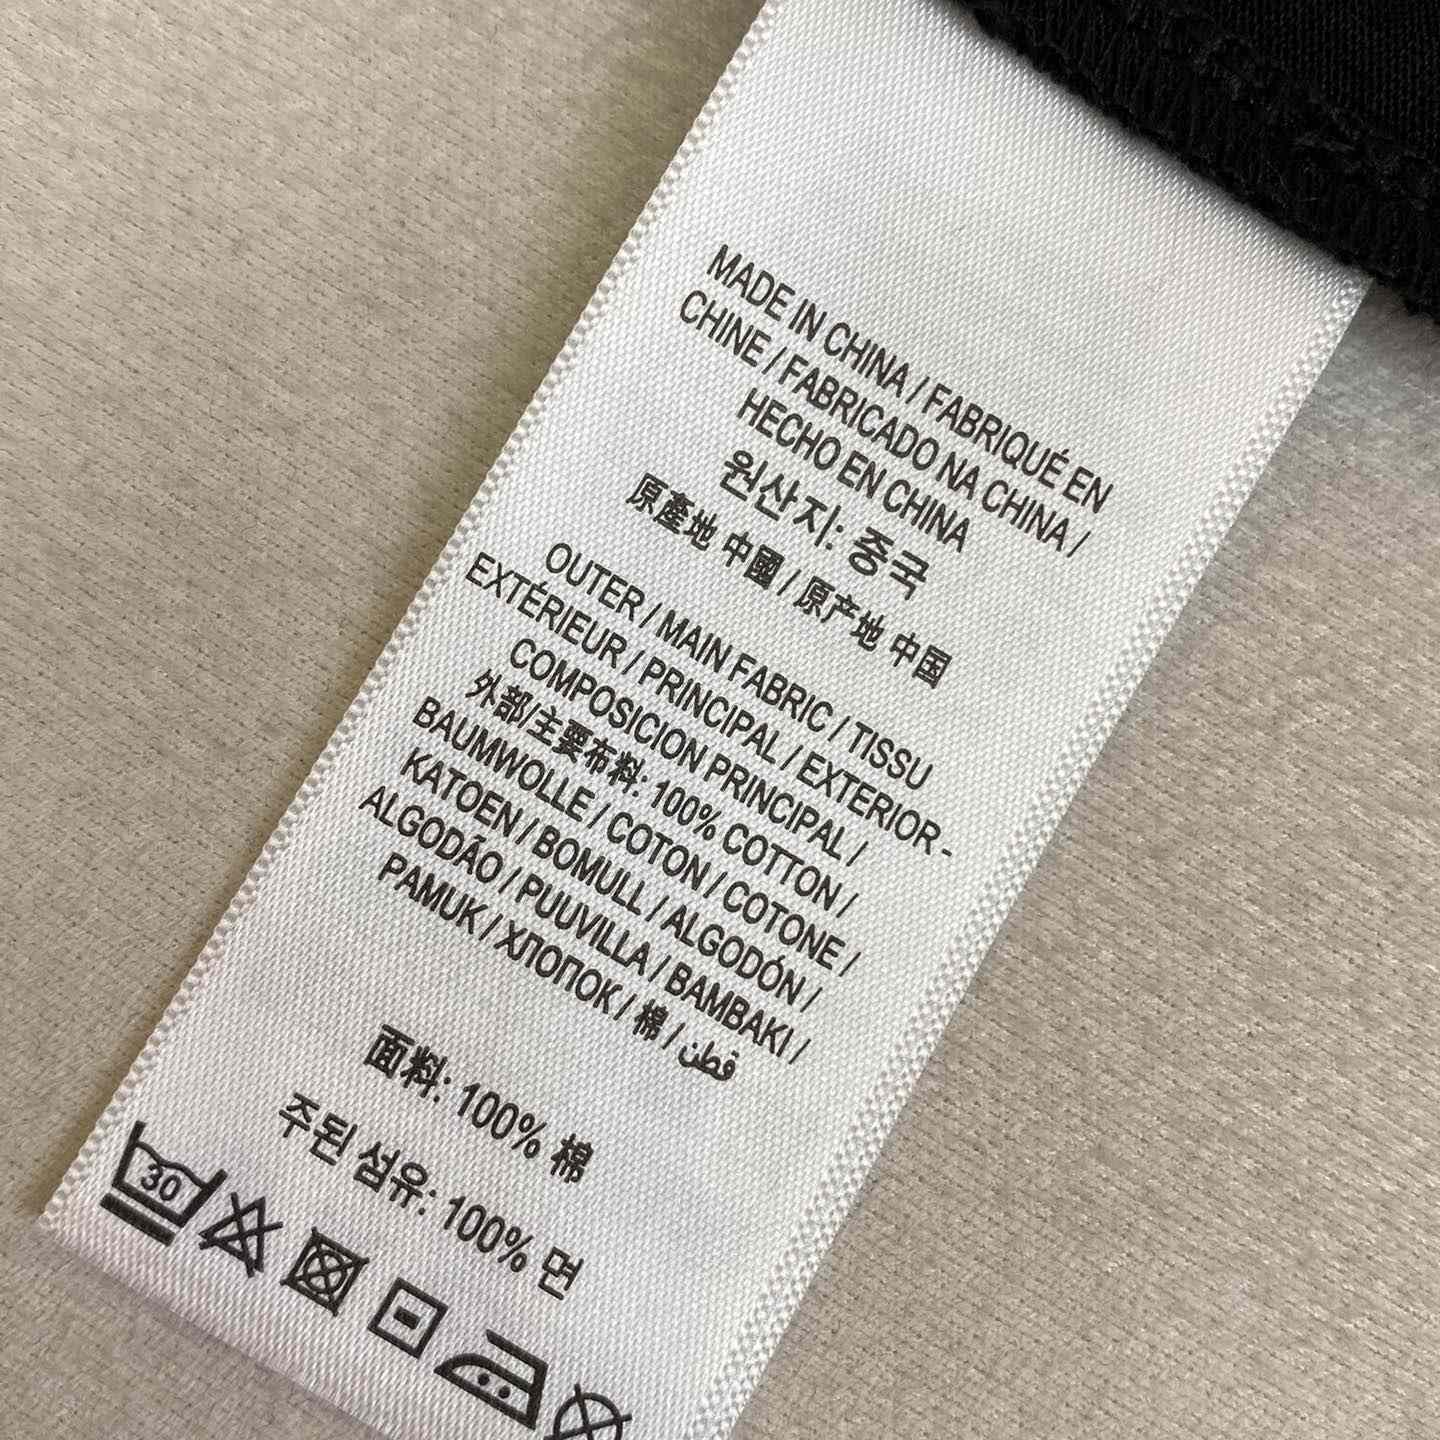 MADE IN CHINA / FABRIQUÉ EN
CHINE / FABRICADO NA CHINA /
HECHO EN CHINA
원산지: 중국
原產地 中國 / 原产地 中国
OUTER / MAIN FABRIC / TISSU
EXTÉRIEUR / PRINCIPAL / EXTERIOR -
COMPOSICION PRINCIPAL /
外部/主要布料: 100% COTTON /
BAUMWOLLE / COTON / COTONE /
KATOEN / BOMULL / ALGODÓN /
ALGODÃO / PUUVILLA / BAMBAKI /
PAMUK / ХЛОПОК / 棉 / قطن
面料: 100% 棉
주된 섬유: 100% 면
30